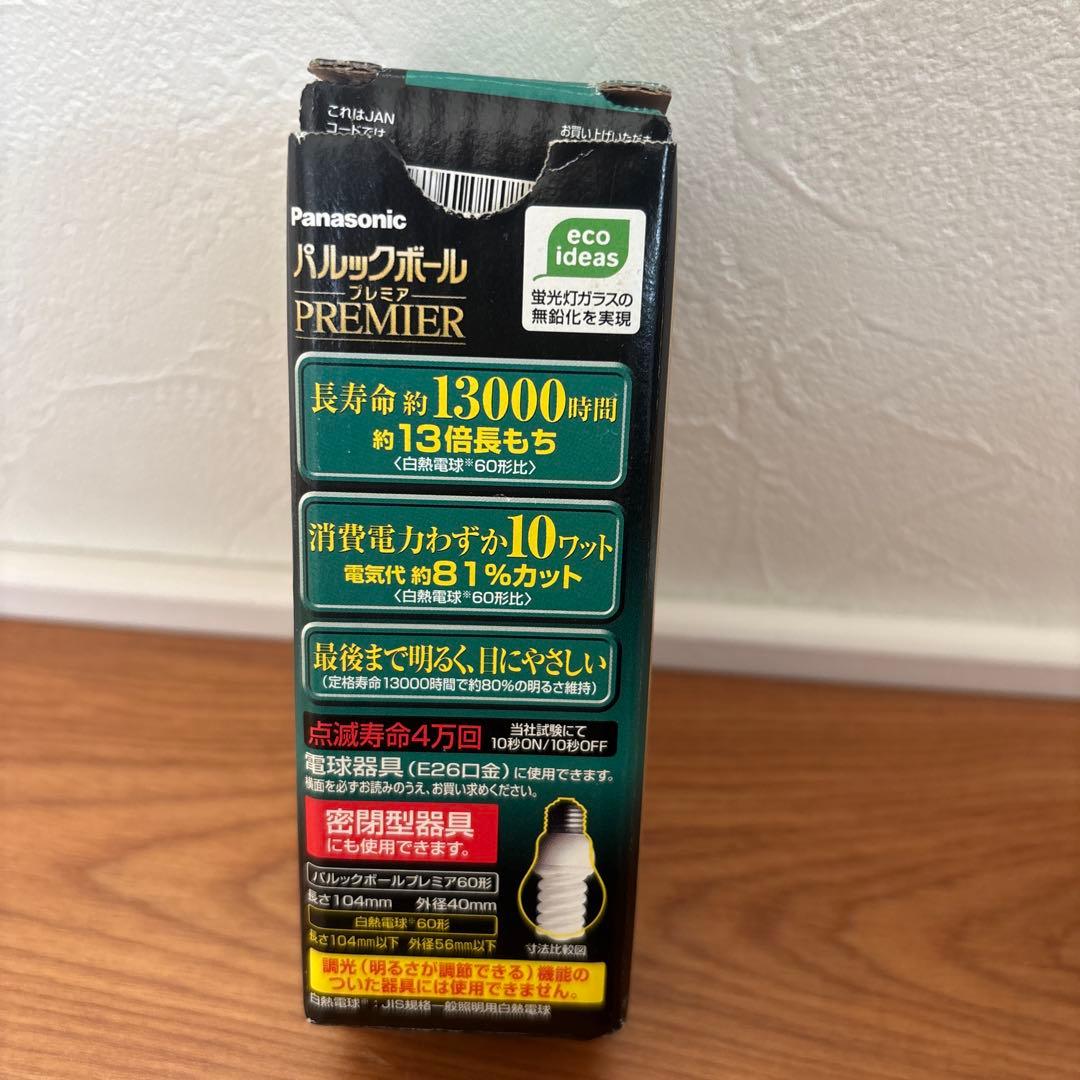 これはJAN
コードでは
お買い上げいただき
Panasonic
eco
ideas
蛍光灯ガラスの
無鉛化を実現
パルックボール
プレミア
PREMIER
長寿命 約13000時間
約13倍長もち
〈白熱電球※60形比〉
消費電力わずか10ワット
電気代 約81%カット
〈白熱電球※60形比〉
最後まで明るく、目にやさしい
(定格寿命13000時間で約80%の明るさ維持)
点滅寿命4万回
当社試験にて
10秒ON/10秒OFF
電球器具(E26口金)に使用できます。
横面を必ずお読みのうえ、お買い求めください。
密閉型器具
にも使用できます。
パルックボールプレミア60形
長さ104mm 外径40mm
白熱電球※60形
長さ104mm以下 外径56mm以下
寸法比較図
調光(明るさが調節できる)機能の
ついた器具には使用できません。
白熱電球※:JIS規格一般照明用白熱電球